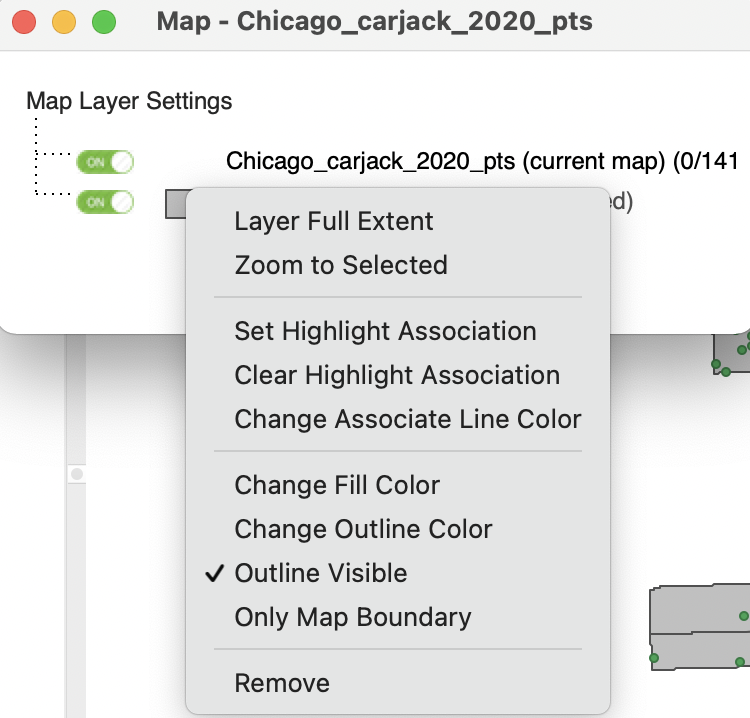 Map - Chicago_carjack_2020_pts
Map Layer Settings
ON Chicago_carjack_2020_pts (current map) (0/141
ON
Layer Full Extent
Zoom to Selected
Set Highlight Association
Clear Highlight Association
Change Associate Line Color
Change Fill Color
Change Outline Color
✓ Outline Visible
Only Map Boundary
Remove